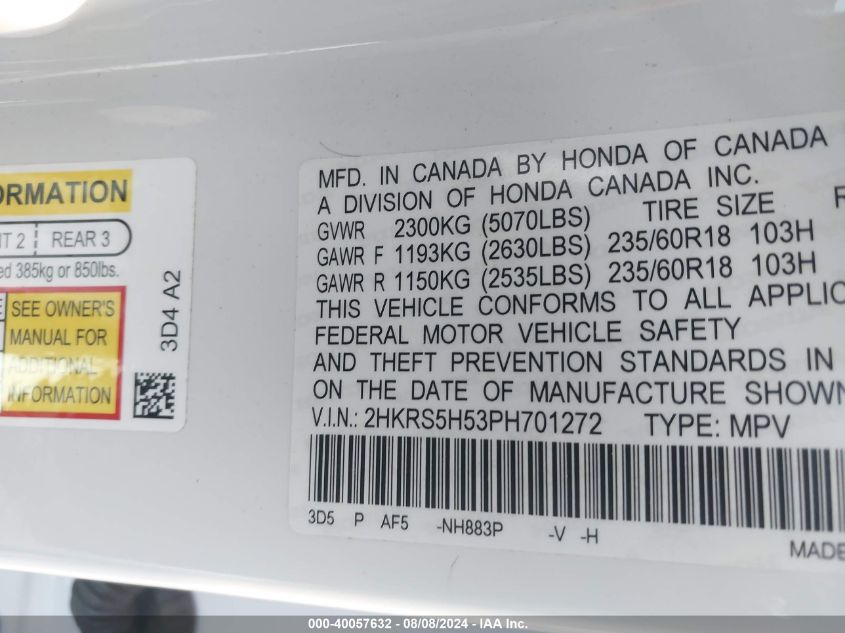 ORMATION
T 2 | REAR 3
ed 385kg or 850lbs.
SEE OWNER'S
MANUAL FOR
ADDITIONAL
INFORMATION
3D4 A2
MFD. IN CANADA BY HONDA OF CANADA
A DIVISION OF HONDA CANADA INC.
GVWR 2300KG (5070LBS) TIRE SIZE R
GAWR F 1193KG (2630LBS) 235/60R18 103H
GAWR R 1150KG (2535LBS) 235/60R18 103H
THIS VEHICLE CONFORMS TO ALL APPLIC
FEDERAL MOTOR VEHICLE SAFETY
AND THEFT PREVENTION STANDARDS IN
ON THE DATE OF MANUFACTURE SHOWN
V.I.N.: 2HKRS5H53PH701272 TYPE: MPV
3D5 P AF5 -NH883P -V -H
MADE
000-40057632 - 08/08/2024 - IAA Inc.